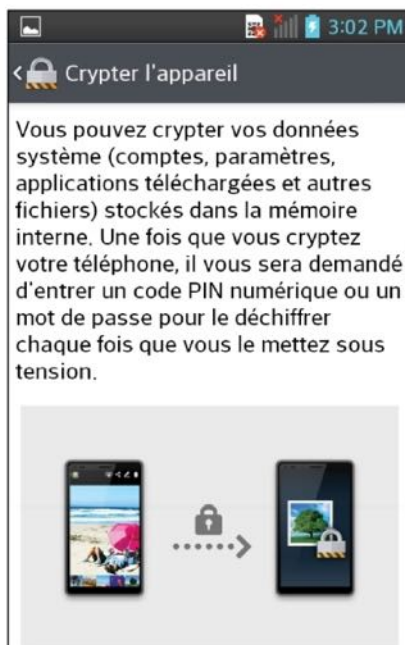 3:02 PM
Crypter l'appareil
Vous pouvez crypter vos données
système (comptes, paramètres,
applications téléchargées et autres
fichiers) stockés dans la mémoire
interne. Une fois que vous cryptez
votre téléphone, il vous sera demandé
d'entrer un code PIN numérique ou un
mot de passe pour le déchiffrer
chaque fois que vous le mettez sous
tension.